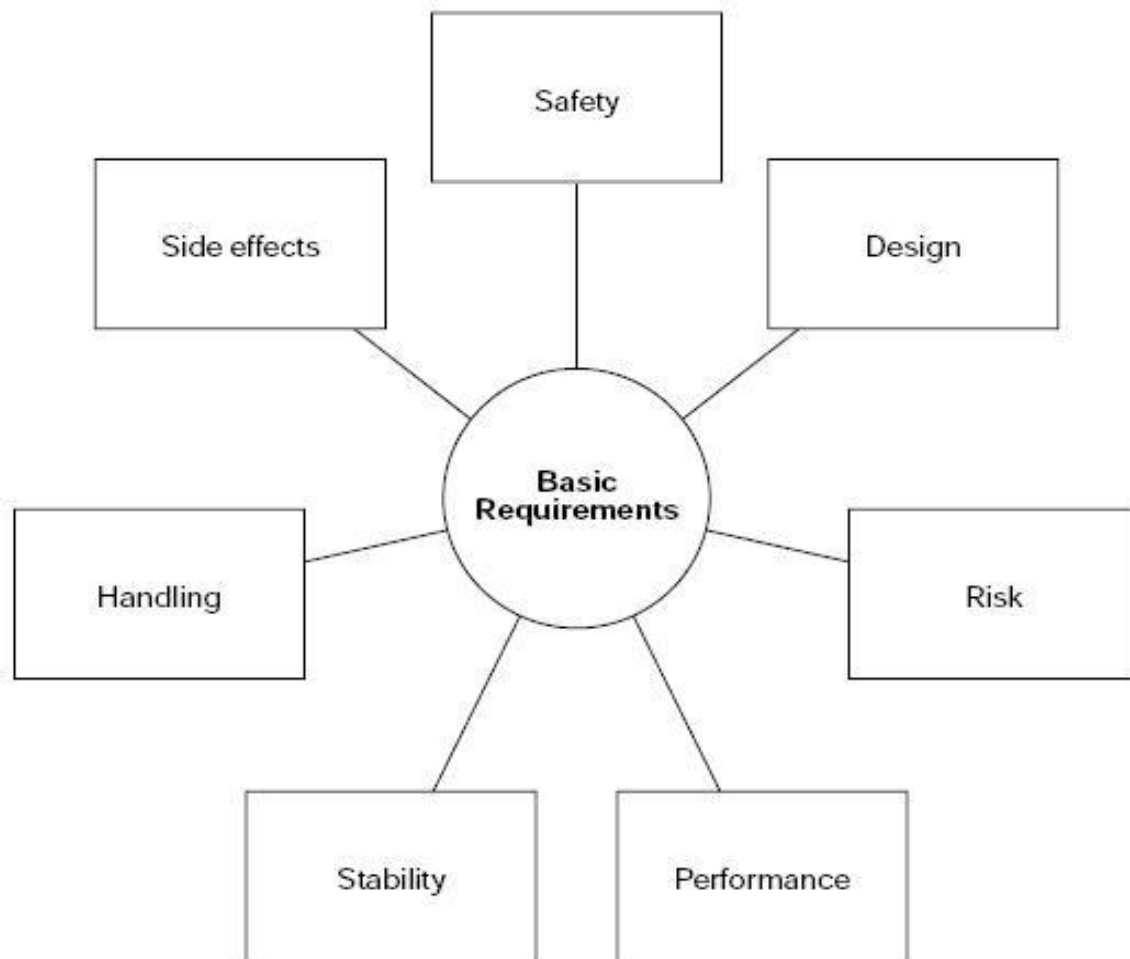 Safety
Side effects
Design
Basic
Requirements
Handling
Risk
Stability
Performance